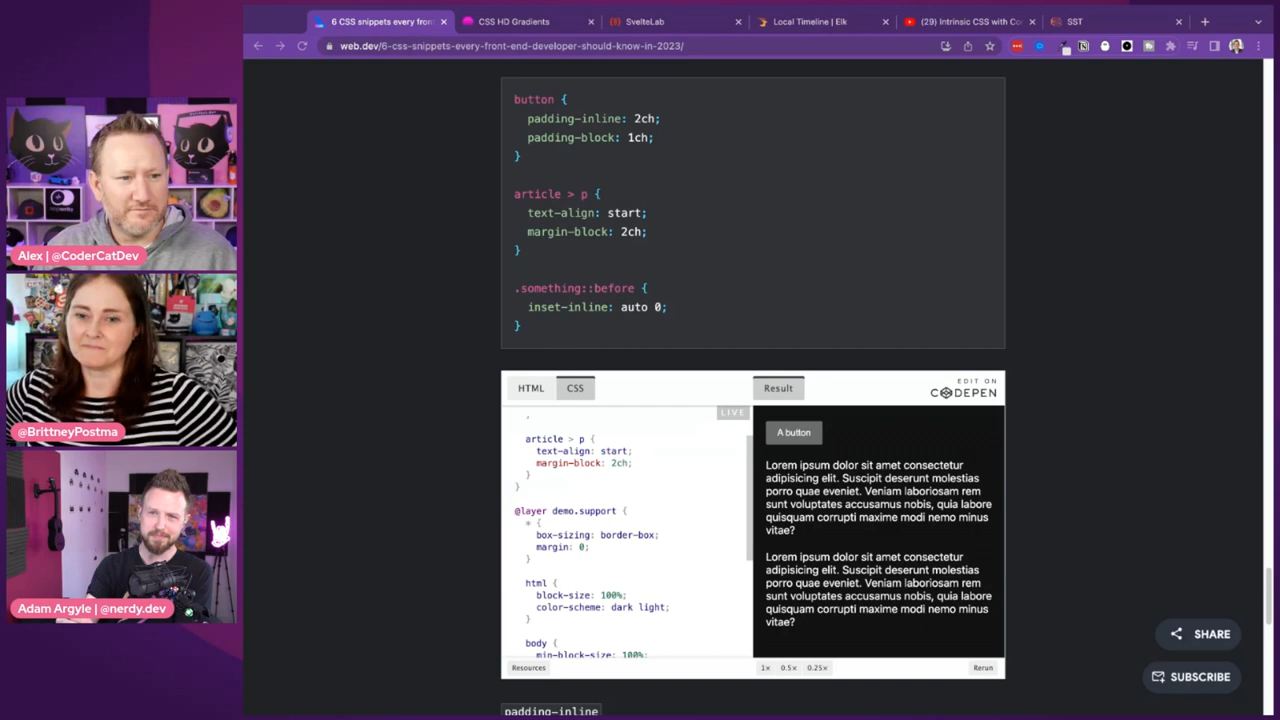 6 CSS snippets every fron
CSS HD Gradients
SvelteLab
Local Timeline | Elk
(29) Intrinsic CSS with Co
SST
web.dev/6-css-snippets-every-front-end-developer-should-know-in-2023/
button {
padding-inline: 2ch;
padding-block: 1ch;
}
article > p {
text-align: start;
margin-block: 2ch;
}
.something::before {
inset-inline: auto 0;
}
HTML
CSS
Result
EDIT ON
CODEPEN
LIVE
article > p {
text-align: start;
margin-block: 2ch;
}
}
@layer demo.support {
* {
box-sizing: border-box;
margin: 0;
}
html {
block-size: 100%;
color-scheme: dark light;
}
body {
min-block-size: 100%;
Resources
A button
Lorem ipsum dolor sit amet consectetur
adipisicing elit. Suscipit deserunt molestias
porro quae eveniet. Veniam laboriosam rem
sunt voluptates accusamus nobis, quia labore
quisquam corrupti maxime modi nemo minus
vitae?
Lorem ipsum dolor sit amet consectetur
adipisicing elit. Suscipit deserunt molestias
porro quae eveniet. Veniam laboriosam rem
sunt voluptates accusamus nobis, quia labore
quisquam corrupti maxime modi nemo minus
vitae?
1×
0.5×
0.25×
Rerun
padding-inline
SHARE
SUBSCRIBE
Alex | @CoderCatDev
@BrittneyPostma
Adam Argyle | @nerdy.dev